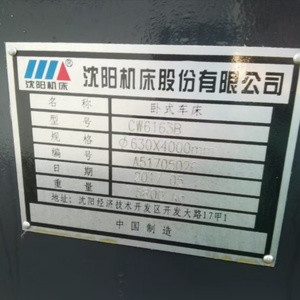 沈阳机床® 沈阳机床股份有限公司
名称 卧式车床
型号 CW6163B
规格 φ630X4000mm
编号
日期
重量
地址:沈阳经济技术开发区开发大路17甲1
中国制造